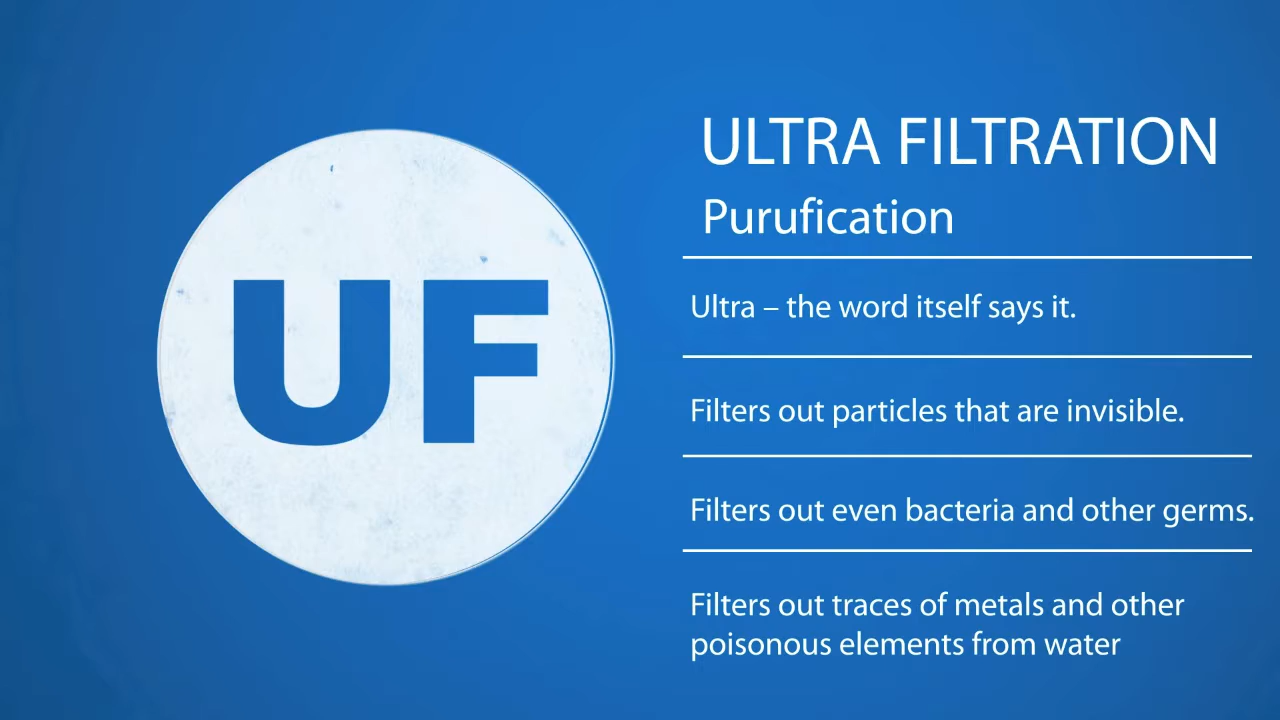 UF
ULTRA FILTRATION
Purufication
Ultra – the word itself says it.
Filters out particles that are invisible.
Filters out even bacteria and other germs.
Filters out traces of metals and other
poisonous elements from water